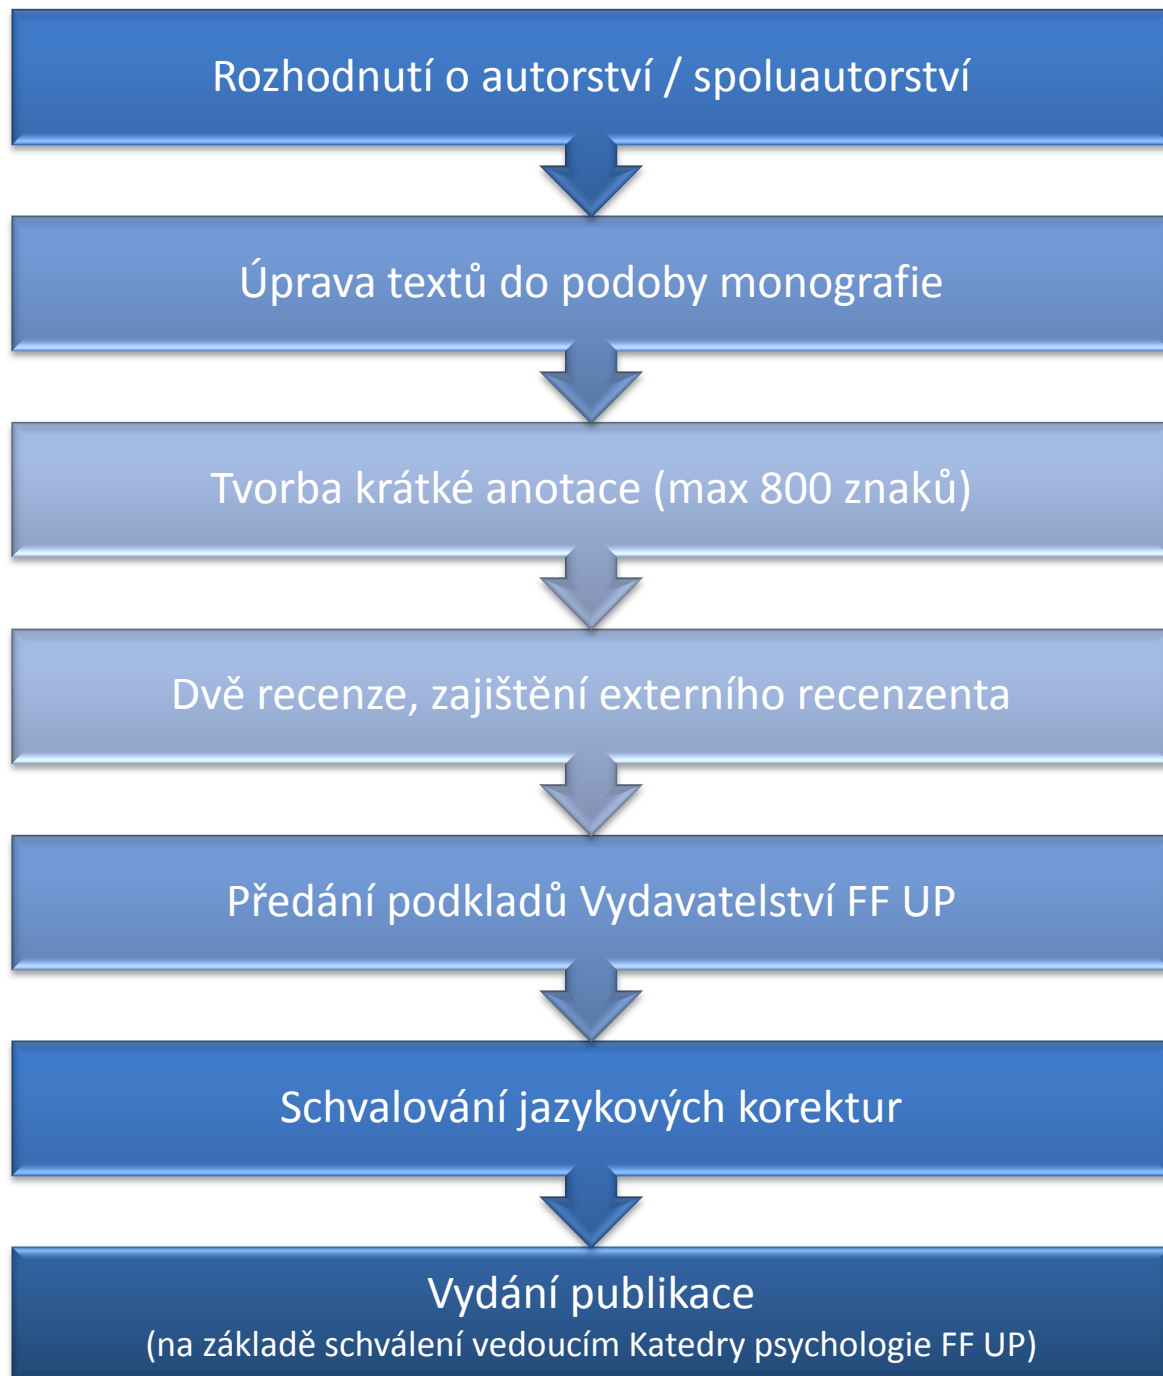 Rozhodnutí o autorství / spoluautorství
Úprava textů do podoby monografie
Tvorba krátké anotace (max 800 znaků)
Dvě recenze, zajištění externího recenzenta
Předání podkladů Vydavatelství FF UP
Schvalování jazykových korektur
Vydání publikace
(na základě schválení vedoucím Katedry psychologie FF UP)